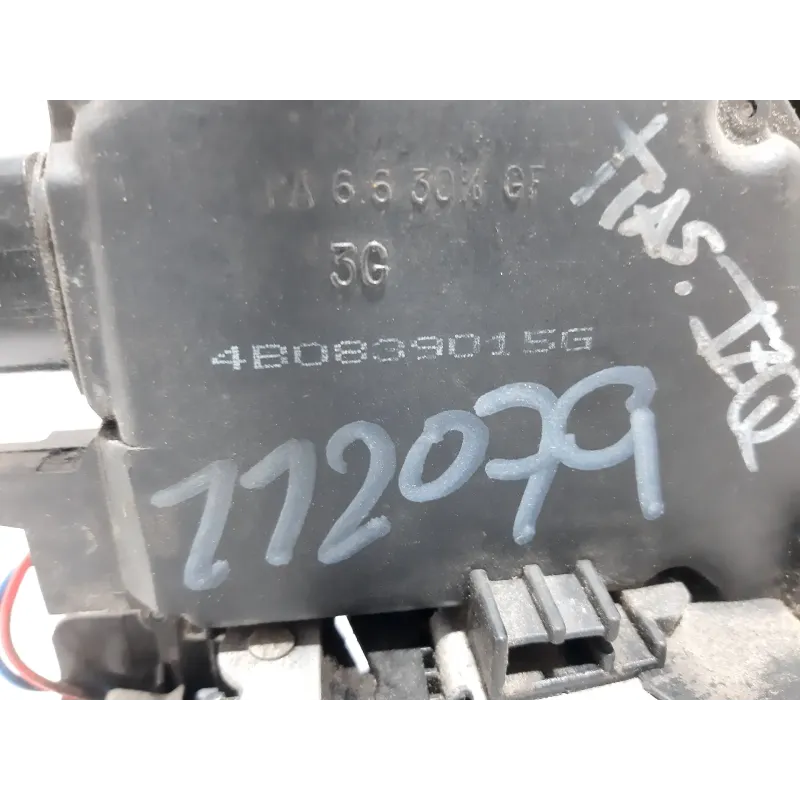 PA 6.6 30% GF
3G
4B0839015G
112079
TRAS. IZQ